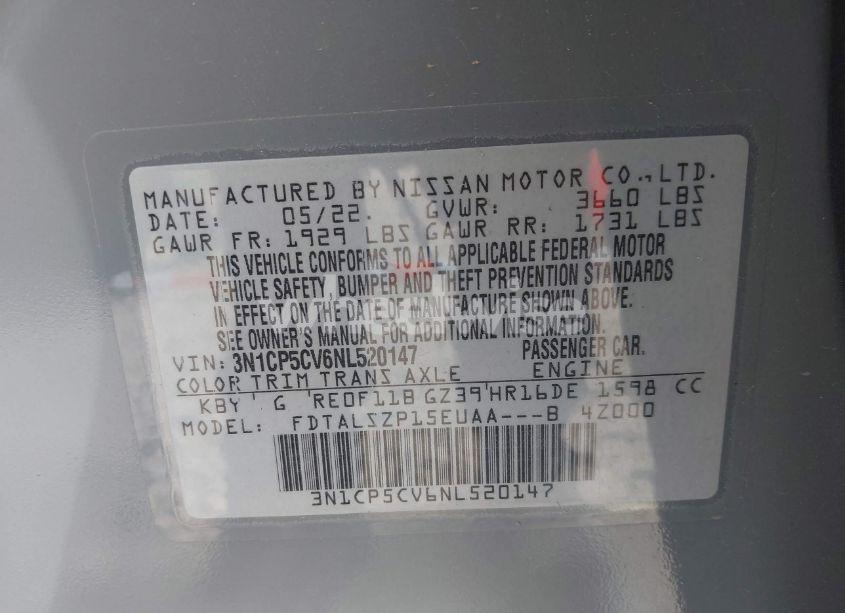 MANUFACTURED BY NISSAN MOTOR CO., LTD.
DATE: 05/22. GVWR: 3660 LBS
GAWR FR: 1929 LBS GAWR RR: 1731 LBS
THIS VEHICLE CONFORMS TO ALL APPLICABLE FEDERAL MOTOR
VEHICLE SAFETY, BUMPER AND THEFT PREVENTION STANDARDS
IN EFFECT ON THE DATE OF MANUFACTURE SHOWN ABOVE.
SEE OWNER'S MANUAL FOR ADDITIONAL INFORMATION.
VIN: 3N1CP5CV6NL520147 PASSENGER CAR.
COLOR TRIM TRANS AXLE ENGINE
KBY G RE0F11B GZ39 HR16DE 1598 CC
MODEL: FDTALSZP15EUAA---B 4Z000
3N1CP5CV6NL520147